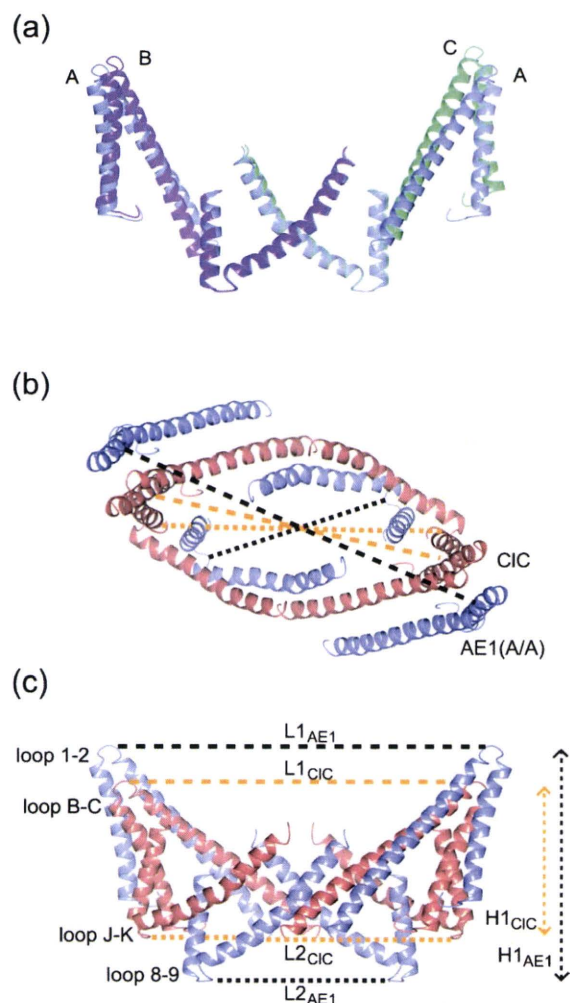 (a)
A
B
C
A
(b)
ClC
AE1(A/A)
(c)
L1AE1
loop 1-2
L1ClC
loop B-C
H1ClC
loop J-K
H1AE1
L2ClC
loop 8-9
L2AE1